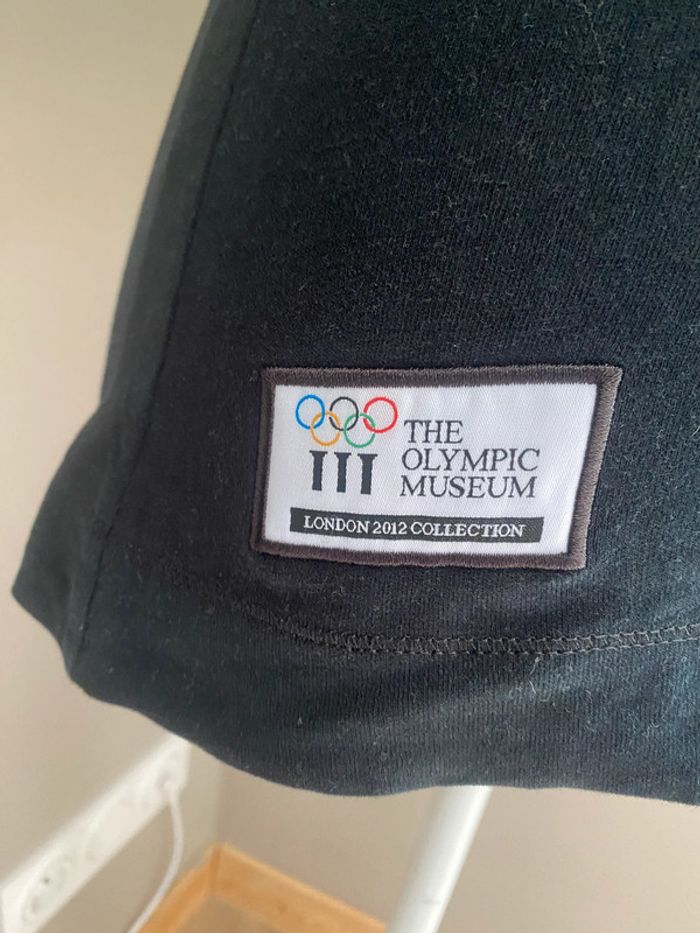 THE
OLYMPIC
MUSEUM
LONDON 2012 COLLECTION